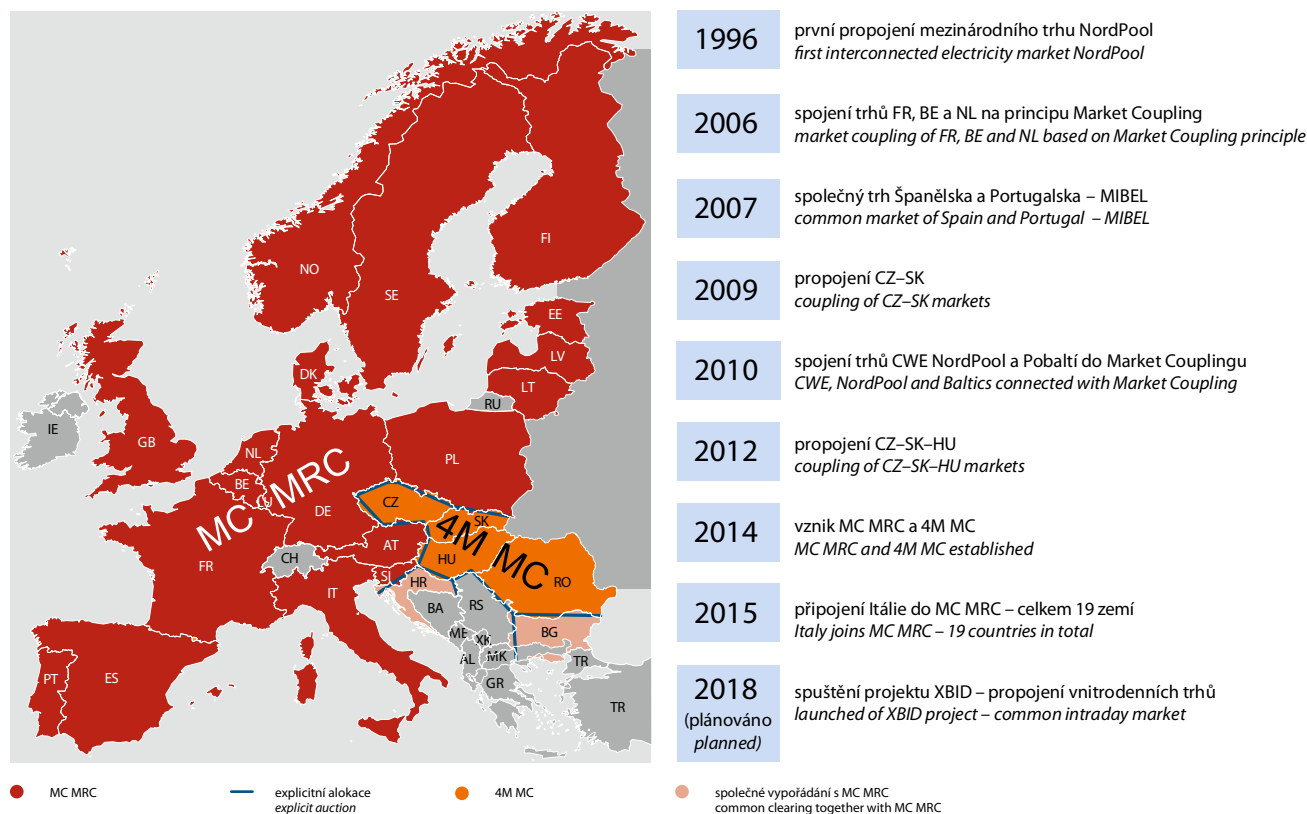 1996
první propojení mezinárodního trhu NordPool
first interconnected electricity market NordPool
2006
spojení trhů FR, BE a NL na principu Market Coupling
market coupling of FR, BE and NL based on Market Coupling principle
2007
společný trh Španělska a Portugalska – MIBEL
common market of Spain and Portugal – MIBEL
2009
propojení CZ–SK
coupling of CZ–SK markets
2010
spojení trhů CWE NordPool a Pobaltí do Market Couplingu
CWE, NordPool and Baltics connected with Market Coupling
2012
propojení CZ–SK–HU
coupling of CZ–SK–HU markets
2014
vznik MC MRC a 4M MC
MC MRC and 4M MC established
2015
připojení Itálie do MC MRC – celkem 19 zemí
Italy joins MC MRC – 19 countries in total
2018
(plánováno
planned)
spuštění projektu XBID – propojení vnitrodenních trhů
launched of XBID project – common intraday market
FI
NO
SE
EE
LV
DK
LT
RU
IE
GB
NL
PL
BE
MC MRC
DE
CZ
SK
4M MC
AT
CH
HU
FR
RO
SI
HR
IT
BA
RS
BG
ME
XK
AL
MK
TR
GR
PT
ES
TR
MC MRC
explicitní alokace
explicit auction
4M MC
společné vypořádání s MC MRC
common clearing together with MC MRC